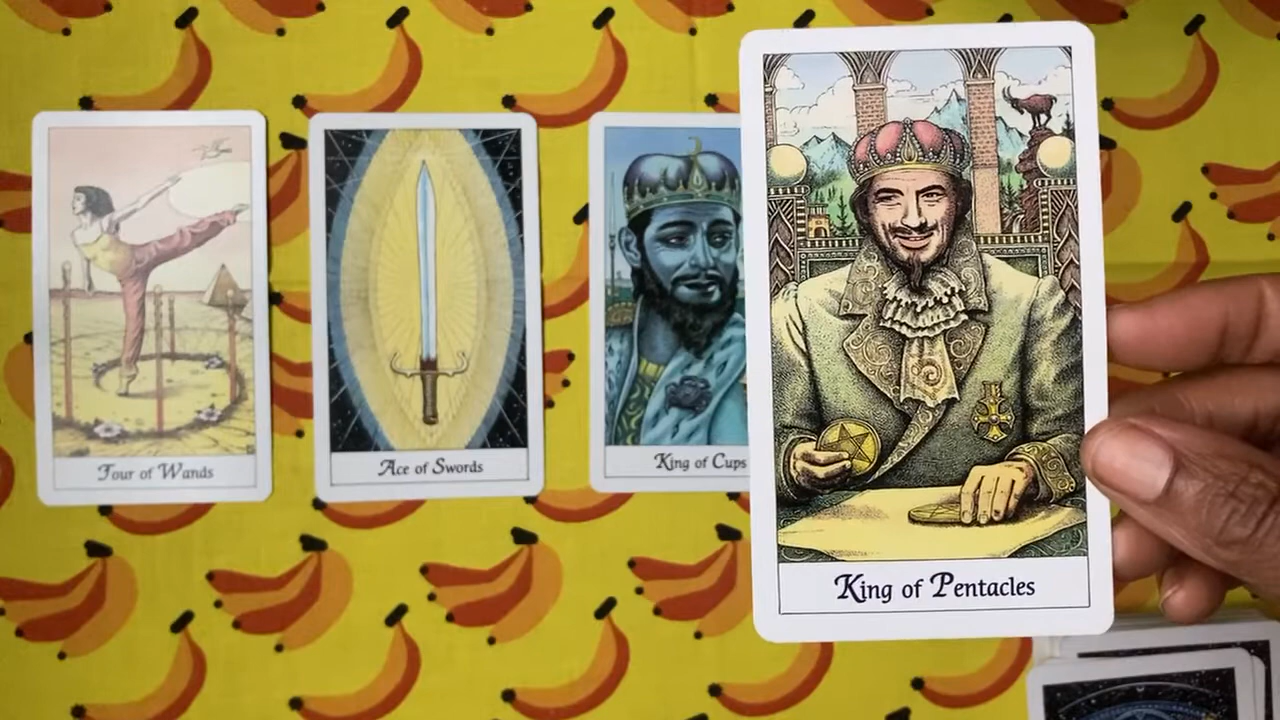 Four of Wands
Ace of Swords
King of Cups
King of Pentacles